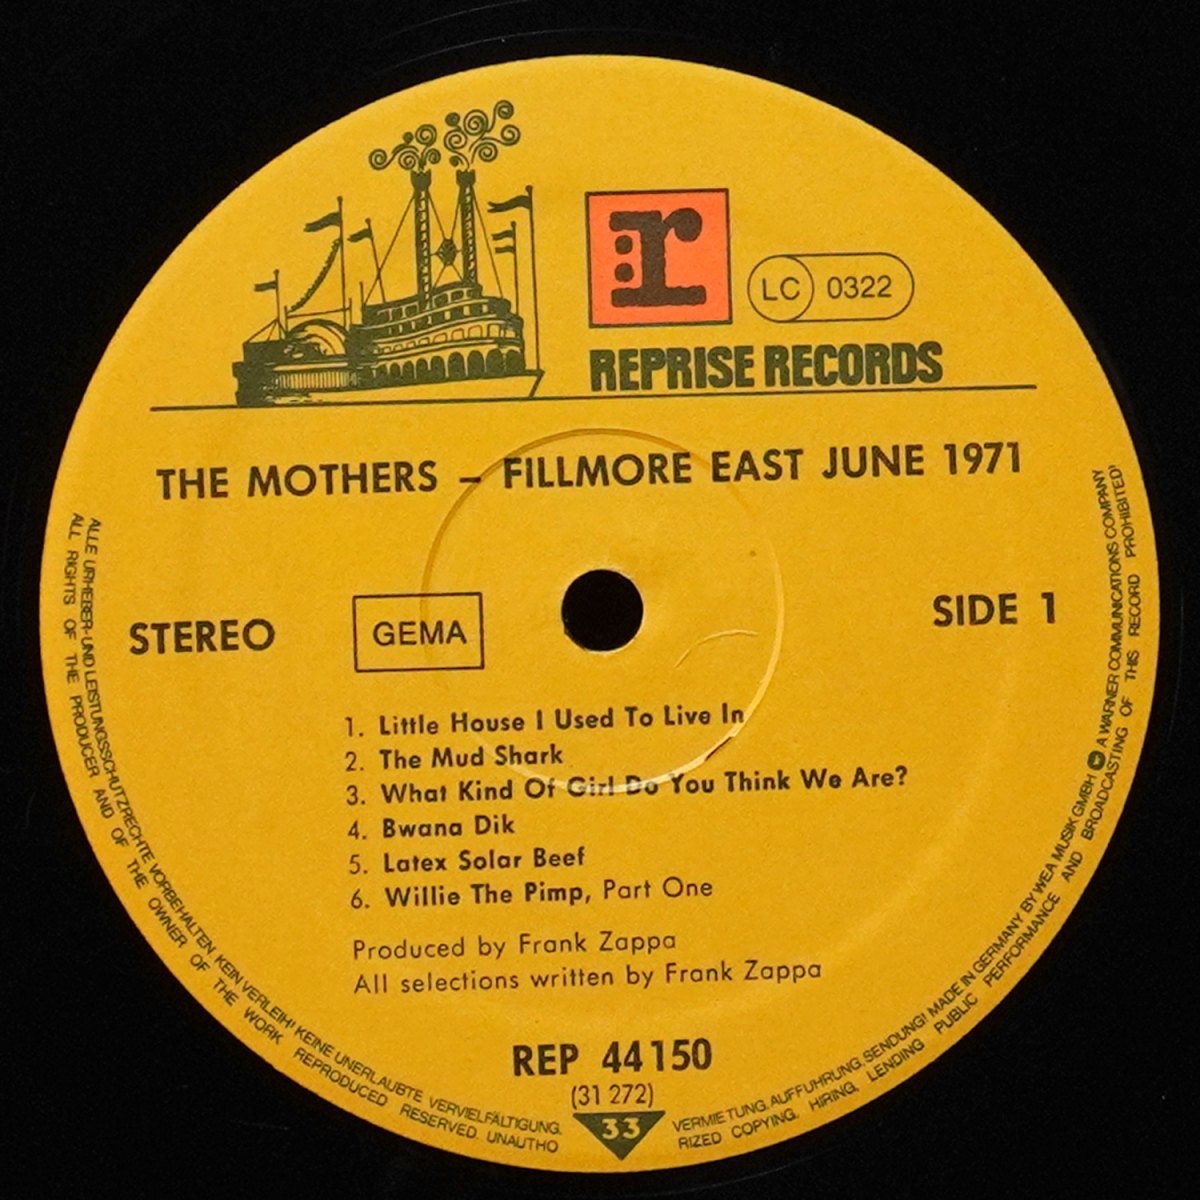 r:
LC 0322
REPRISE RECORDS
THE MOTHERS – FILLMORE EAST JUNE 1971
STEREO
GEMA
SIDE 1
1. Little House I Used To Live In
2. The Mud Shark
3. What Kind Of Girl Do You Think We Are?
4. Bwana Dik
5. Latex Solar Beef
6. Willie The Pimp, Part One
Produced by Frank Zappa
All selections written by Frank Zappa
REP 44 150
(31 272)
33
ALLE URHEBER- UND LEISTUNGSSCHUTZRECHTE VORBEHALTEN KEIN VERLEIH! KEINE UNERLAUBTE VERVIELFÄLTIGUNG, VERMIETUNG, AUFFÜHRUNG, SENDUNG! MADE IN GERMANY BY WEA MUSIK GMBH A WARNER COMMUNICATIONS COMPANY
ALL RIGHTS OF THE PRODUCER AND OF THE OWNER OF THE WORK REPRODUCED RESERVED. UNAUTHORIZED COPYING, HIRING, LENDING PUBLIC PERFORMANCE AND BROADCASTING OF THIS RECORD PROHIBITED'